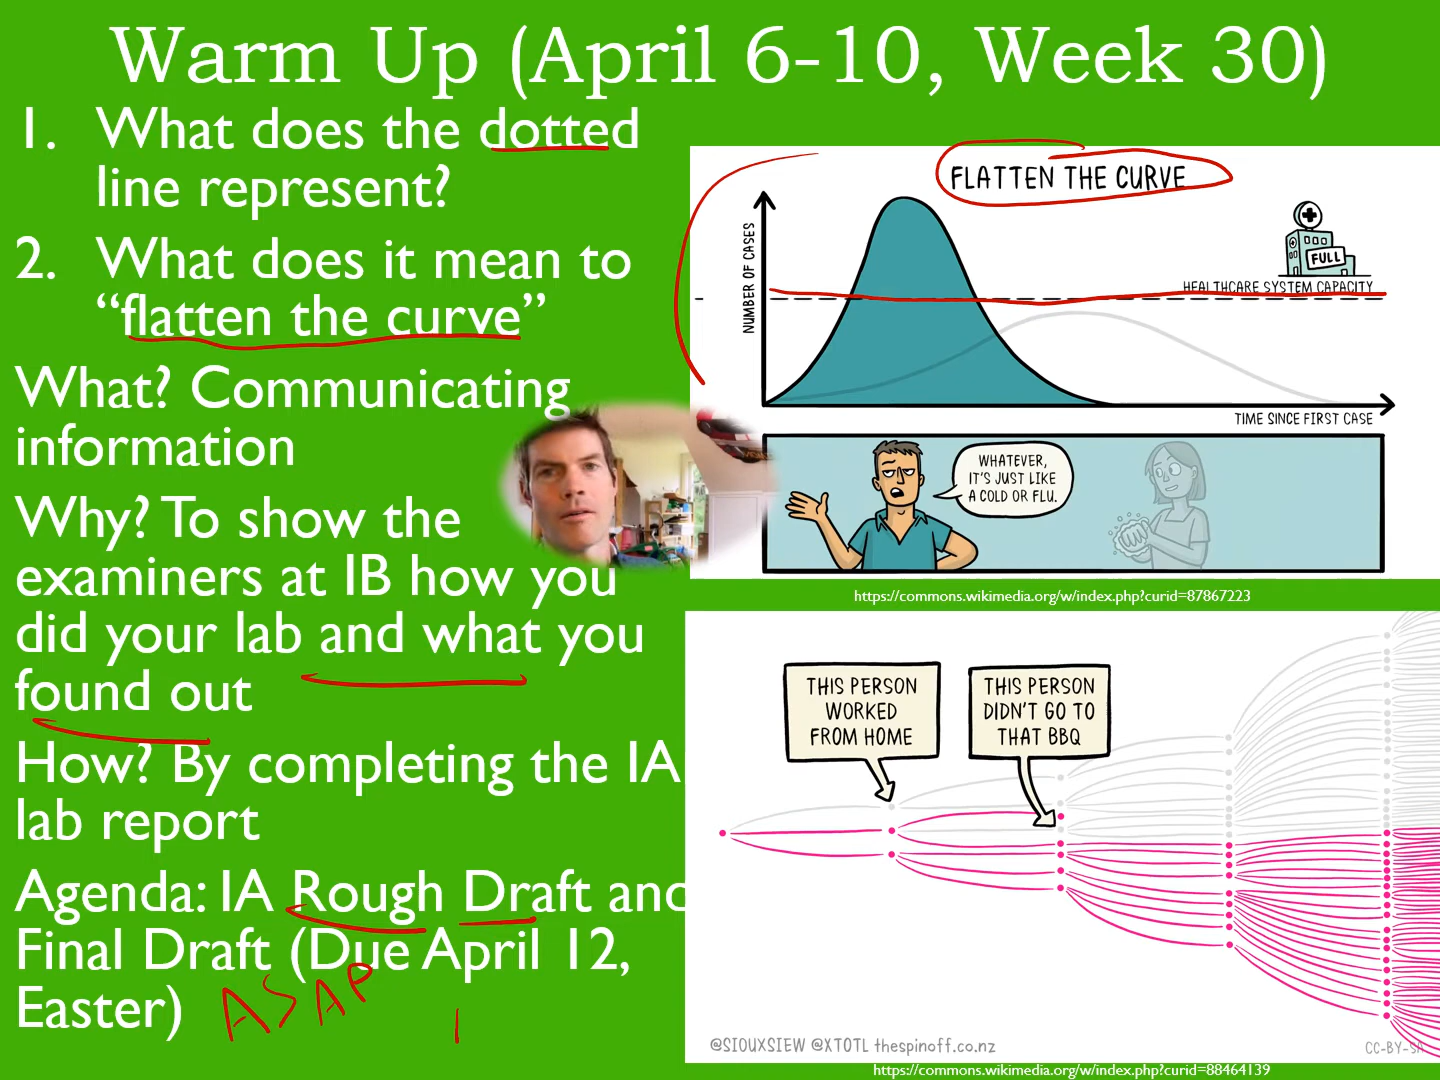 Warm Up (April 6-10, Week 30)
1. What does the dotted
line represent?
2. What does it mean to
“flatten the curve”
What? Communicating
information
Why? To show the
examiners at IB how you
did your lab and what you
found out
How? By completing the IA
lab report
Agenda: IA Rough Draft and
Final Draft (Due April 12,
Easter)
ASAP
FLATTEN THE CURVE
NUMBER OF CASES
FULL
HEALTHCARE SYSTEM CAPACITY
TIME SINCE FIRST CASE
WHATEVER,
IT'S JUST LIKE
A COLD OR FLU.
https://commons.wikimedia.org/w/index.php?curid=87867223
THIS PERSON
WORKED
FROM HOME
THIS PERSON
DIDN'T GO TO
THAT BBQ
@SIOUXSIEW @XTOTL thespinoff.co.nz
CC-BY-SA
https://commons.wikimedia.org/w/index.php?curid=88464139